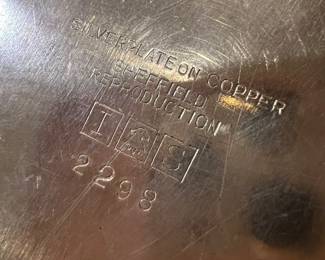 SILVERPLATE ON COPPER
SHEFFIELD
REPRODUCTION
I S
2298